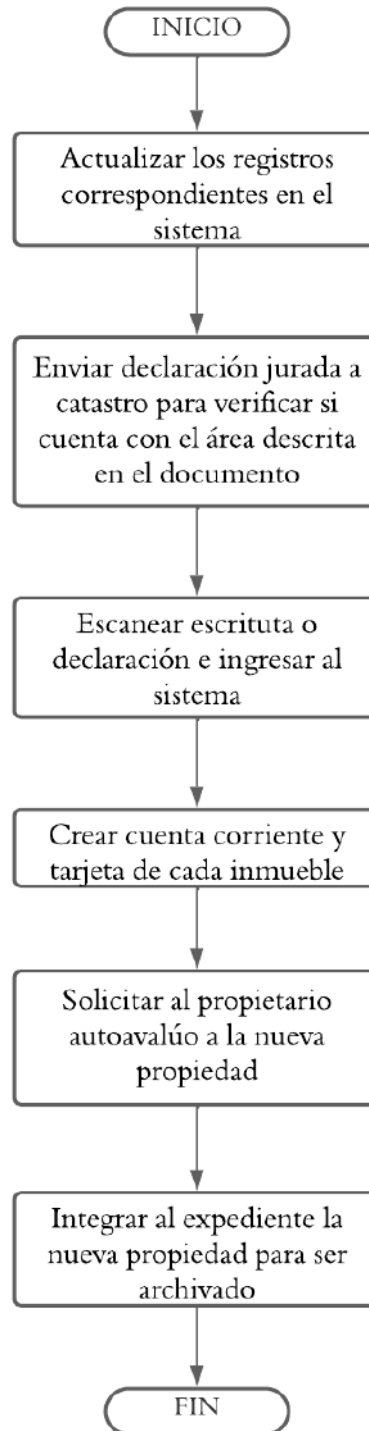 INICIO
Actualizar los registros
correspondientes en el
sistema
Enviar declaración jurada a
catastro para verificar si
cuenta con el área descrita
en el documento
Escanear escrituta o
declaración e ingresar al
sistema
Crear cuenta corriente y
tarjeta de cada inmueble
Solicitar al propietario
autoavalúo a la nueva
propiedad
Integrar al expediente la
nueva propiedad para ser
archivado
FIN